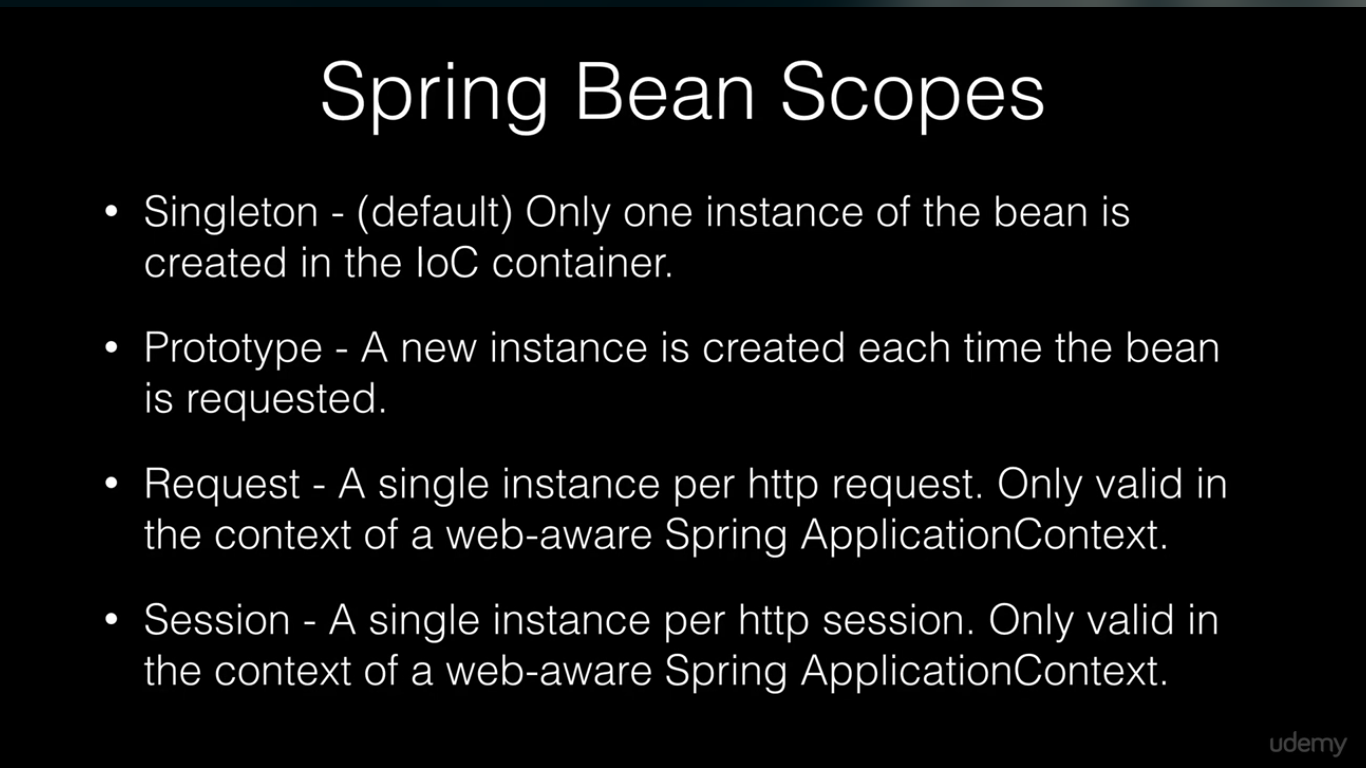 Spring Bean Scopes
• Singleton - (default) Only one instance of the bean is
created in the IoC container.
• Prototype - A new instance is created each time the bean
is requested.
• Request - A single instance per http request. Only valid in
the context of a web-aware Spring ApplicationContext.
• Session - A single instance per http session. Only valid in
the context of a web-aware Spring ApplicationContext.
udemy